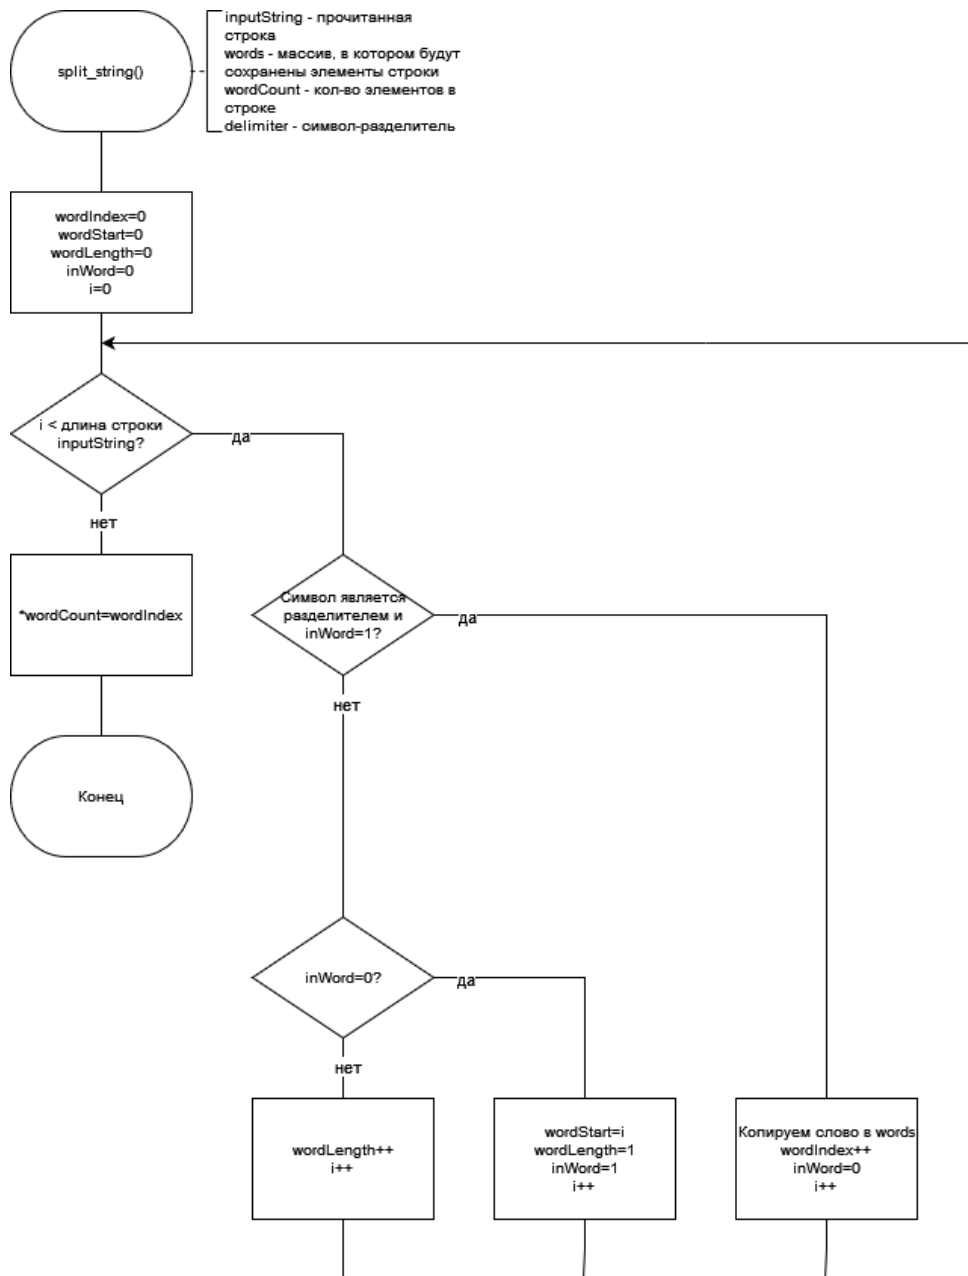 split_string()
inputString - прочитанная
строка
words - массив, в котором будут
сохранены элементы строки
wordCount - кол-во элементов в
строке
delimiter - символ-разделитель
wordIndex=0
wordStart=0
wordLength=0
inWord=0
i=0
i < длина строки
inputString?
да
нет
*wordCount=wordIndex
Конец
Символ является
разделителем и
inWord=1?
да
нет
inWord=0?
да
нет
wordLength++
i++
wordStart=i
wordLength=1
inWord=1
i++
Копируем слово в words
wordIndex++
inWord=0
i++